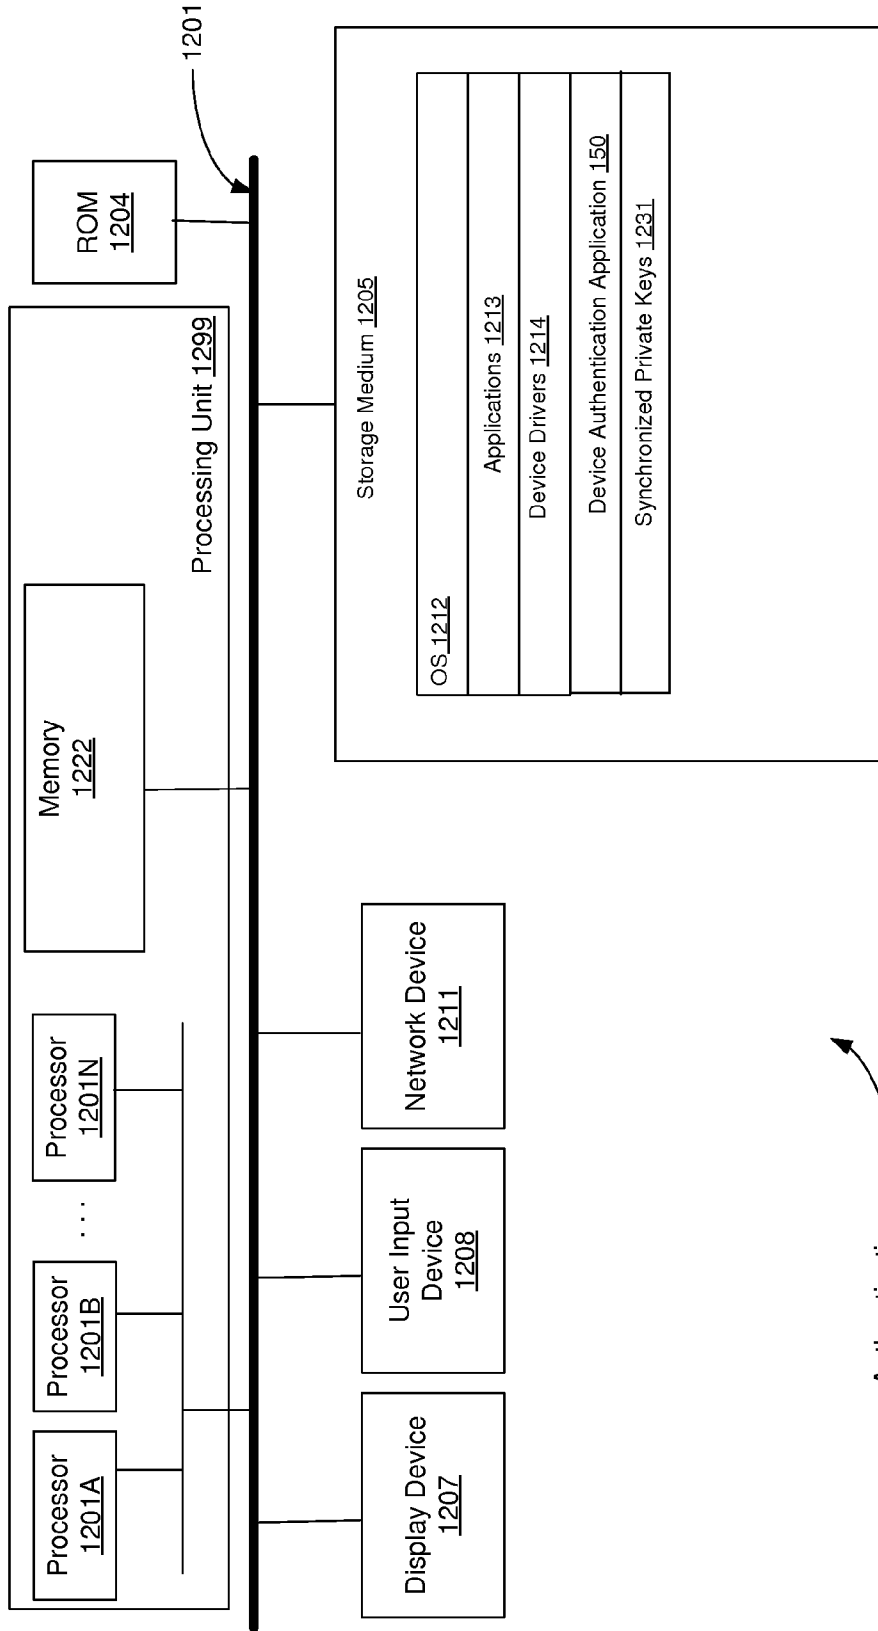 Processor
1201A
Processor
1201B
. . .
Processor
1201N
Memory
1222
Processing Unit 1299
ROM
1204
1201
Display Device
1207
User Input
Device
1208
Network Device
1211
Storage Medium 1205
OS 1212
Applications 1213
Device Drivers 1214
Device Authentication Application 150
Synchronized Private Keys 1231